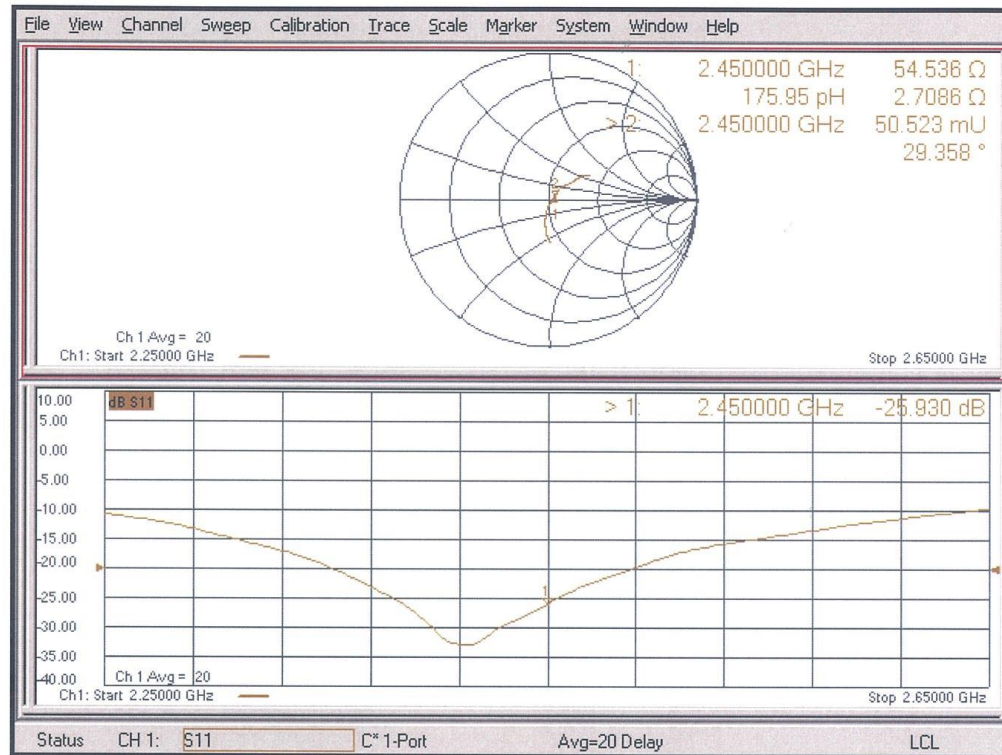 File View Channel Sweep Calibration Trace Scale Marker System Window Help
1: 2.450000 GHz 54.536 Ω
175.95 pH 2.7086 Ω
> 2: 2.450000 GHz 50.523 mU
29.358 °
2
1
Ch 1 Avg = 20
Ch1: Start 2.25000 GHz
Stop 2.65000 GHz
10.00 dB S11
> 1: 2.450000 GHz -25.930 dB
5.00
0.00
-5.00
-10.00
-15.00
-20.00
-25.00
1
-30.00
-35.00
-40.00
Ch 1 Avg = 20
Ch1: Start 2.25000 GHz
Stop 2.65000 GHz
Status CH 1: S11 C* 1-Port Avg=20 Delay LCL